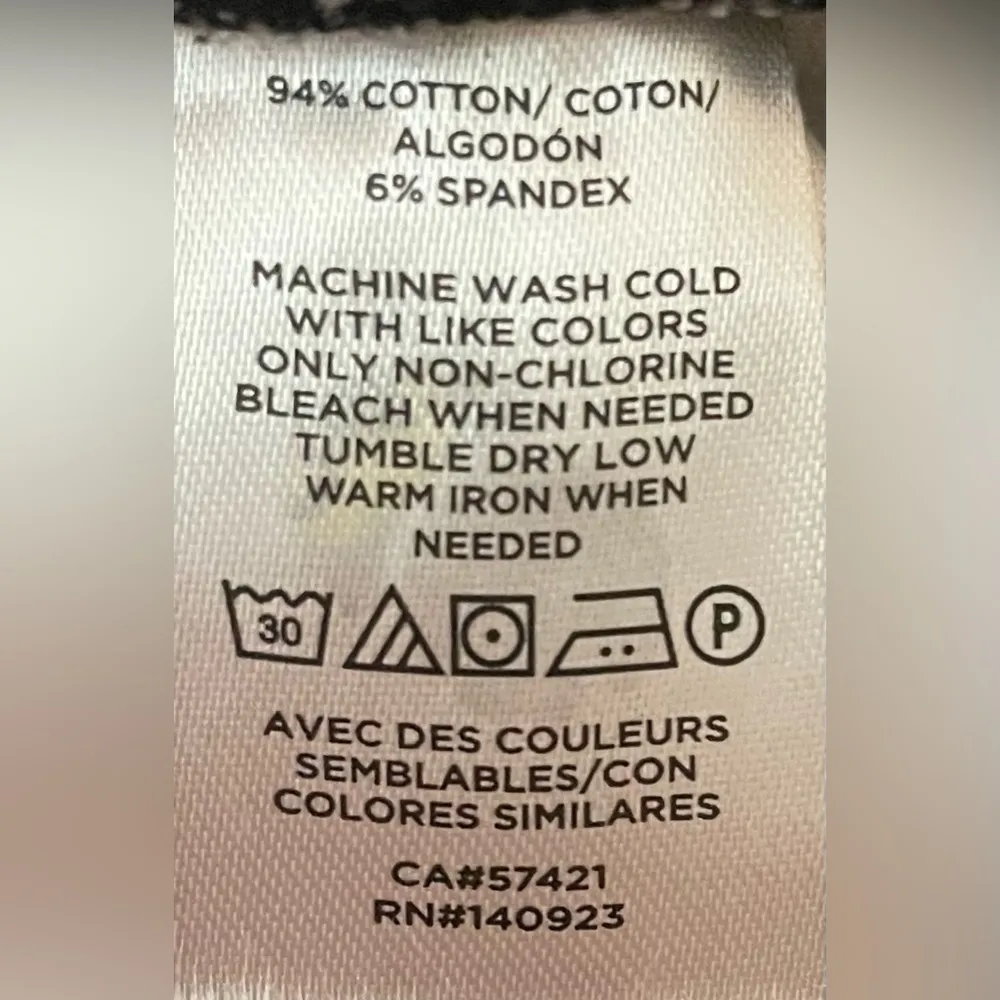 94% COTTON/ COTON/
ALGODÓN
6% SPANDEX
MACHINE WASH COLD
WITH LIKE COLORS
ONLY NON-CHLORINE
BLEACH WHEN NEEDED
TUMBLE DRY LOW
WARM IRON WHEN
NEEDED
30 P
AVEC DES COULEURS
SEMBLABLES/CON
COLORES SIMILARES
CA#57421
RN#140923